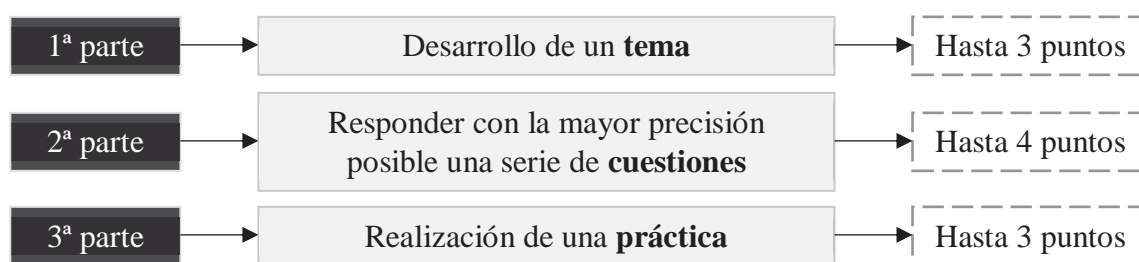 1ª parte
Desarrollo de un tema
Hasta 3 puntos
2ª parte
Responder con la mayor precisión
posible una serie de cuestiones
Hasta 4 puntos
3ª parte
Realización de una práctica
Hasta 3 puntos